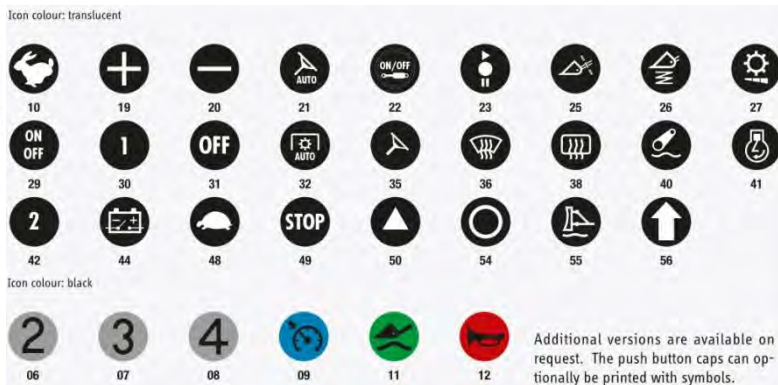 Icon colour: translucent
AUTO
ON/OFF
10 19 20 21 22 23 25 26 27
ON
OFF
1
OFF
AUTO
29 30 31 32 35 36 38 40 41
2
STOP
42 44 48 49 50 54 55 56
Icon colour: black
2 3 4
06 07 08 09 11 12
Additional versions are available on
request. The push button caps can op-
tionally be printed with symbols.